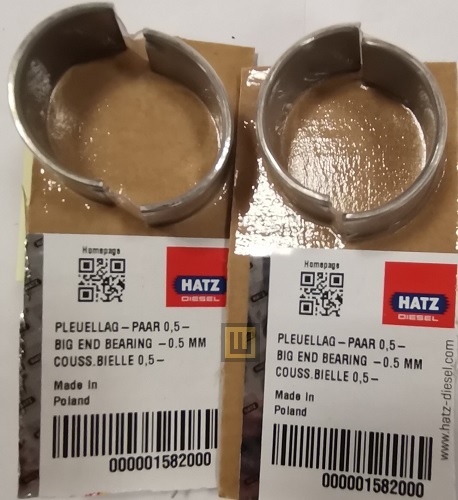 Homepage
HATZ
DIESEL
PLEUELLAG – PAAR 0,5 –
BIG END BEARING – 0.5 MM
COUSS.BIELLE 0,5 –
Made in
Poland
000001582000
Homepage
HATZ
DIESEL
PLEUELLAG – PAAR 0,5 –
BIG END BEARING – 0.5 MM
COUSS.BIELLE 0,5 –
Made in
Poland
000001582000
www.hatz-diesel.com